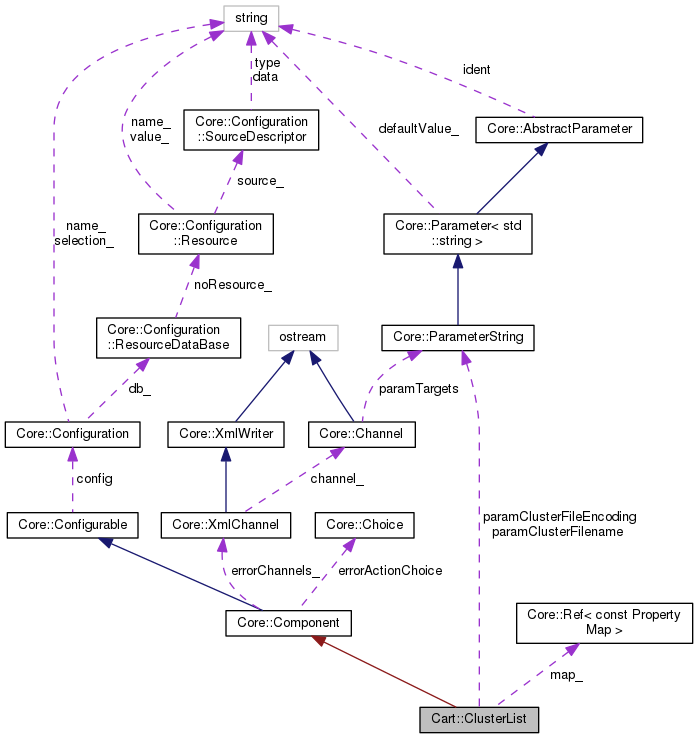 string
type
data
ident
name_
value_
defaultValue_
Core::Configuration
::SourceDescriptor
Core::AbstractParameter
source_
name_
selection_
Core::Configuration
::Resource
Core::Parameter< std
::string >
noResource_
Core::Configuration
::ResourceDataBase
ostream
Core::ParameterString
db_
paramTargets
Core::Configuration
Core::XmlWriter
Core::Channel
config
channel_
paramClusterFileEncoding
paramClusterFilename
Core::Configurable
Core::XmlChannel
Core::Choice
errorChannels_
errorActionChoice
Core::Component
Core::Ref< const Property
Map >
map_
Cart::ClusterList